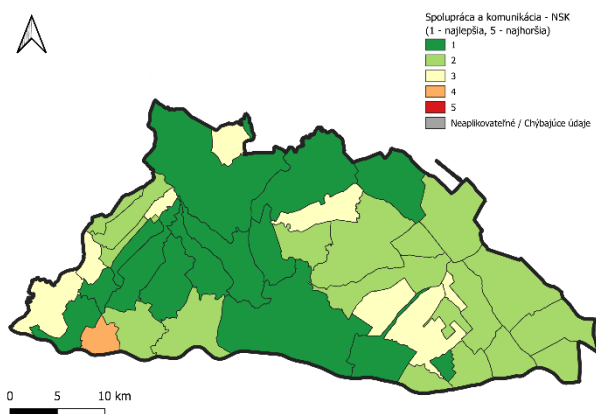 Spolupráca a komunikácia - NSK
(1 - najlepšia, 5 - najhoršia)
1
2
3
4
5
Neaplikovateľné / Chýbajúce údaje
0 5 10 km